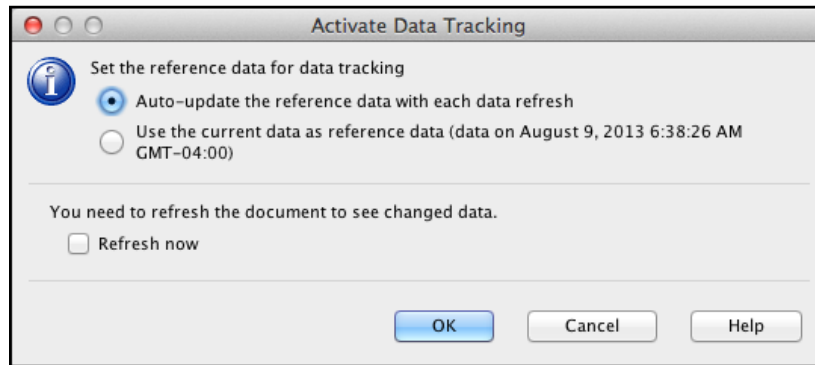 Activate Data Tracking
Set the reference data for data tracking
Auto-update the reference data with each data refresh
Use the current data as reference data (data on August 9, 2013 6:38:26 AM
GMT-04:00)
You need to refresh the document to see changed data.
Refresh now
OK Cancel Help